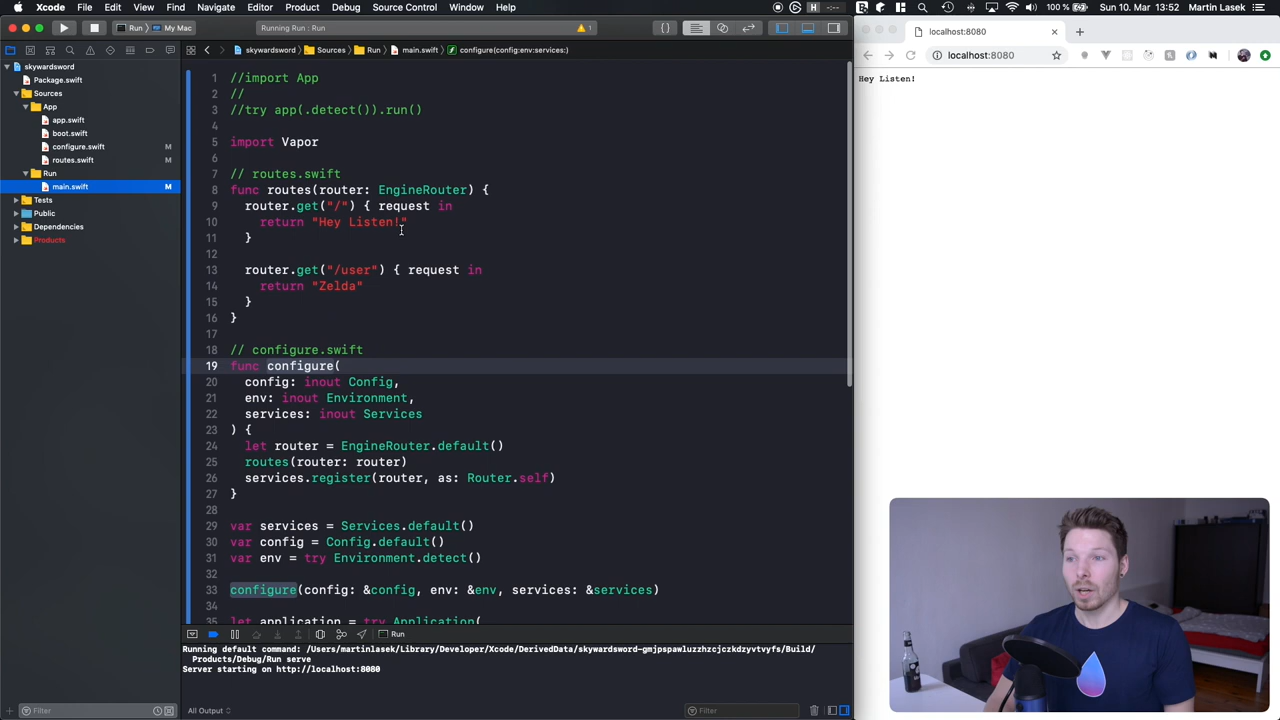 Xcode File Edit View Find Navigate Editor Product Debug Source Control Window Help 100 % Sun 10. Mar 13:52 Martin Lasek
Run My Mac Running Run : Run 1
localhost:8080
skywardsword Sources Run main.swift configure(config:env:services:)
localhost:8080
skywardsword
Package.swift
Sources
App
app.swift
boot.swift
configure.swift M
routes.swift M
Run
main.swift M
Tests
Public
Dependencies
Products
1 //import App
2 //
3 //try app(.detect()).run()
4
5 import Vapor
6
7 // routes.swift
8 func routes(router: EngineRouter) {
9 router.get("/") { request in
10 return "Hey Listen!"
11 }
12
13 router.get("/user") { request in
14 return "Zelda"
15 }
16 }
17
18 // configure.swift
19 func configure(
20 config: inout Config,
21 env: inout Environment,
22 services: inout Services
23 ) {
24 let router = EngineRouter.default()
25 routes(router: router)
26 services.register(router, as: Router.self)
27 }
28
29 var services = Services.default()
30 var config = Config.default()
31 var env = try Environment.detect()
32
33 configure(config: &config, env: &env, services: &services)
34
35 let application = try Application(
Hey Listen!
Run
Running default command: /Users/martinlasek/Library/Developer/Xcode/DerivedData/skywardsword-gmjpspawluzzhzcjczkdzyvtvyfs/Build/
Products/Debug/Run serve
Server starting on http://localhost:8080
Filter
All Output
Filter